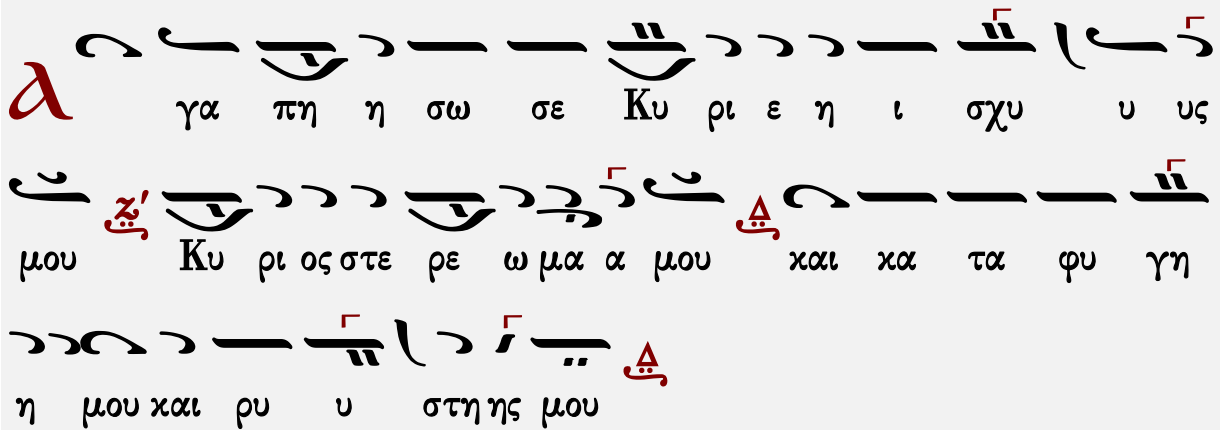 α γα πη η σω σε Κυ ρι ε η ι σχυ υ υς
μου Ζ' Κυ ρι ος στε ρε ω μα α μου Δ και κα τα φυ γη
η μου και ρυ υ στη ης μου Δ